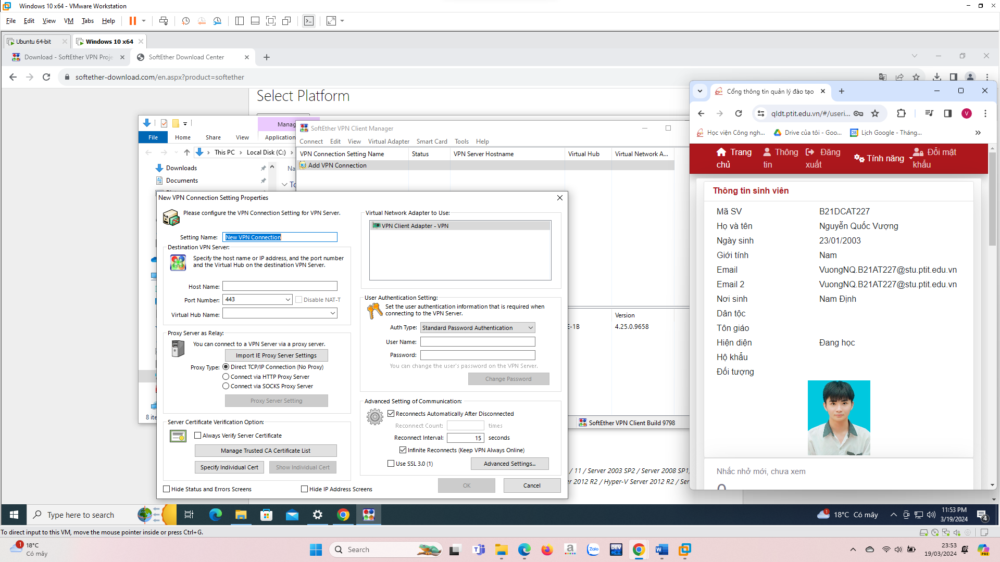 Windows 10 x64 - VMware Workstation
File Edit View VM Tabs Help
Ubuntu 64-bit
Windows 10 x64
Download - SoftEther VPN Proje
SoftEther Download Center
softether-download.com/en.aspx?product=softether
Select Platform
Manag
File Home Share View Application
This PC > Local Disk (C:) >
Downloads
Documents
Na
To
8 ite
SoftEther VPN Client Manager
Connect Edit View Virtual Adapter Smart Card Tools Help
VPN Connection Setting Name Status VPN Server Hostname Virtual Hub Virtual Network A...
Add VPN Connection
Version
E-1B 4.25.0.9658
SoftEther VPN Client Build 9798
New VPN Connection Setting Properties
Please configure the VPN Connection Setting for VPN Server.
Setting Name: New VPN Connection
Destination VPN Server:
Specify the host name or IP address, and the port number
and the Virtual Hub on the destination VPN Server.
Host Name:
Port Number: 443 Disable NAT-T
Virtual Hub Name:
Proxy Server as Relay:
You can connect to a VPN Server via a proxy server.
Import IE Proxy Server Settings
Proxy Type: Direct TCP/IP Connection (No Proxy)
Connect via HTTP Proxy Server
Connect via SOCKS Proxy Server
Proxy Server Setting
Server Certificate Verification Option:
Always Verify Server Certificate
Manage Trusted CA Certificate List
Specify Individual Cert Show Individual Cert
Hide Status and Errors Screens Hide IP Address Screens
Virtual Network Adapter to Use:
VPN Client Adapter - VPN
User Authentication Setting:
Set the user authentication information that is required when
connecting to the VPN Server.
Auth Type: Standard Password Authentication
User Name:
Password:
You can change the user's password on the VPN Server.
Change Password
Advanced Setting of Communication:
Reconnects Automatically After Disconnected
Reconnect Count: times
Reconnect Interval: 15 seconds
Infinite Reconnects (Keep VPN Always Online)
Use SSL 3.0 (1) Advanced Settings...
OK Cancel
/ 11 / Server 2003 SP2 / Server 2008 SP1,
r 2012 R2 / Hyper-V Server 2012 R2 / Ser
Cổng thông tin quản lý đào tạo
qldt.ptit.edu.vn/#/useri...
V
Học viện Công ngh... Drive của tôi - Goo... 28 Lịch Google - Tháng... »
Trang chủ
Thông tin
Đăng xuất
Tính năng
Đổi mật khẩu
Thông tin sinh viên
Mã SV B21DCAT227
Họ và tên Nguyễn Quốc Vượng
Ngày sinh 23/01/2003
Giới tính Nam
Email VuongNQ.B21AT227@stu.ptit.edu.vn
Email 2 VuongNQ.B21AT227@stu.ptit.edu.vn
Nơi sinh Nam Định
Dân tộc
Tôn giáo
Hiện diện Đang học
Hộ khẩu
Đối tượng
Nhắc nhở mới, chưa xem
0
Type here to search
1 18°C Có mây
11:53 PM
3/19/2024
4
To direct input to this VM, move the mouse pointer inside or press Ctrl+G.
1 18°C
Có mây
Search
a
Zalo
DEV
W
PRE
23:53
19/03/2024